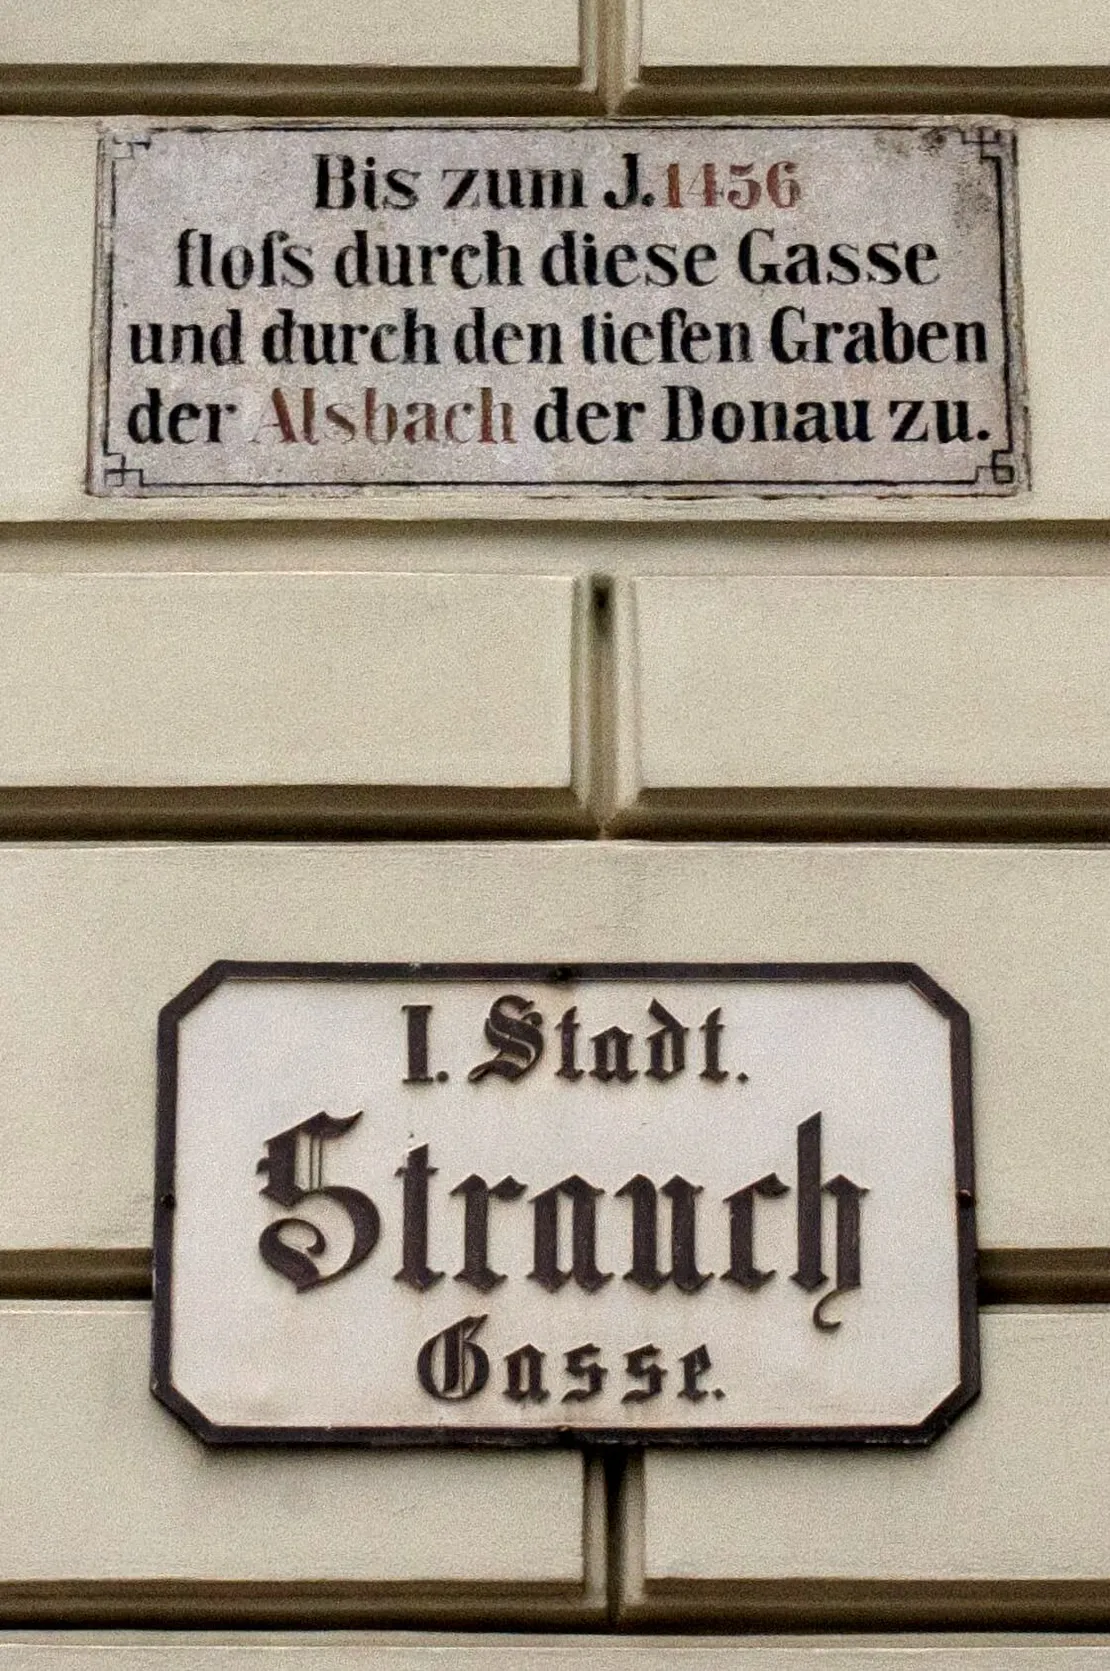 Bis zum J. 1456
floſs durch diese Gasse
und durch den tiefen Graben
der Alsbach der Donau zu.
I. Stadt.
Strauch
Gasse.